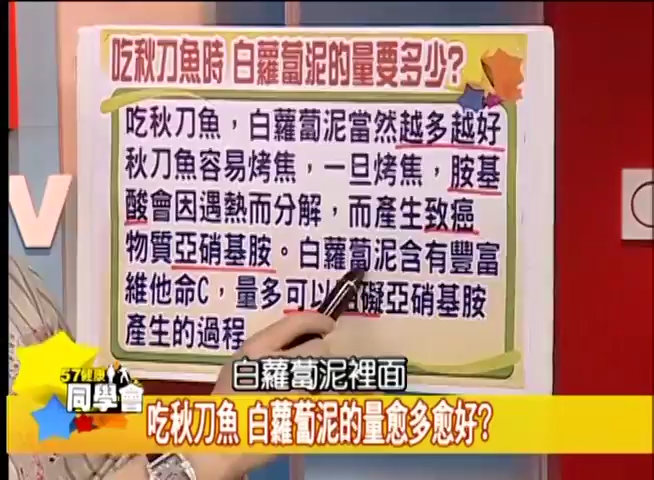 吃秋刀魚時 白蘿蔔泥的量要多少?
吃秋刀魚，白蘿蔔泥當然越多越好
秋刀魚容易烤焦，一旦烤焦，胺基
酸會因遇熱而分解，而產生致癌
物質亞硝基胺。白蘿蔔泥含有豐富
維他命C，量多可以阻礙亞硝基胺
產生的過程
V
白蘿蔔泥裡面
57健康
同學會
吃秋刀魚 白蘿蔔泥的量愈多愈好?